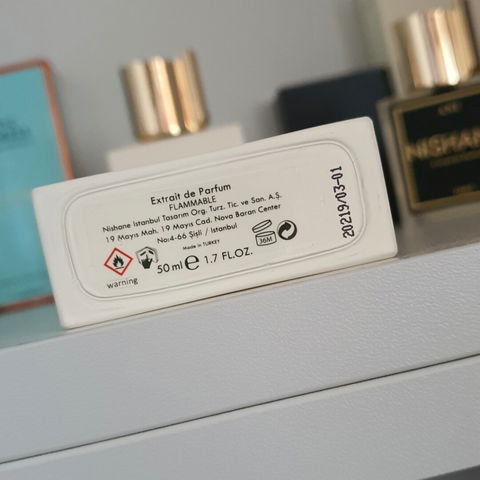 Extrait de Parfum
FLAMMABLE
Nishane Istanbul Tasarım Org. Turz. Tic. ve San. A.Ş.
19 Mayıs Mah. 19 Mayıs Cad. Nova Baran Center
No:4-66 Şişli / Istanbul
Made in TURKEY
50 ml e 1.7 FL.OZ.
36M
warning
20219/03-01
NISHAN